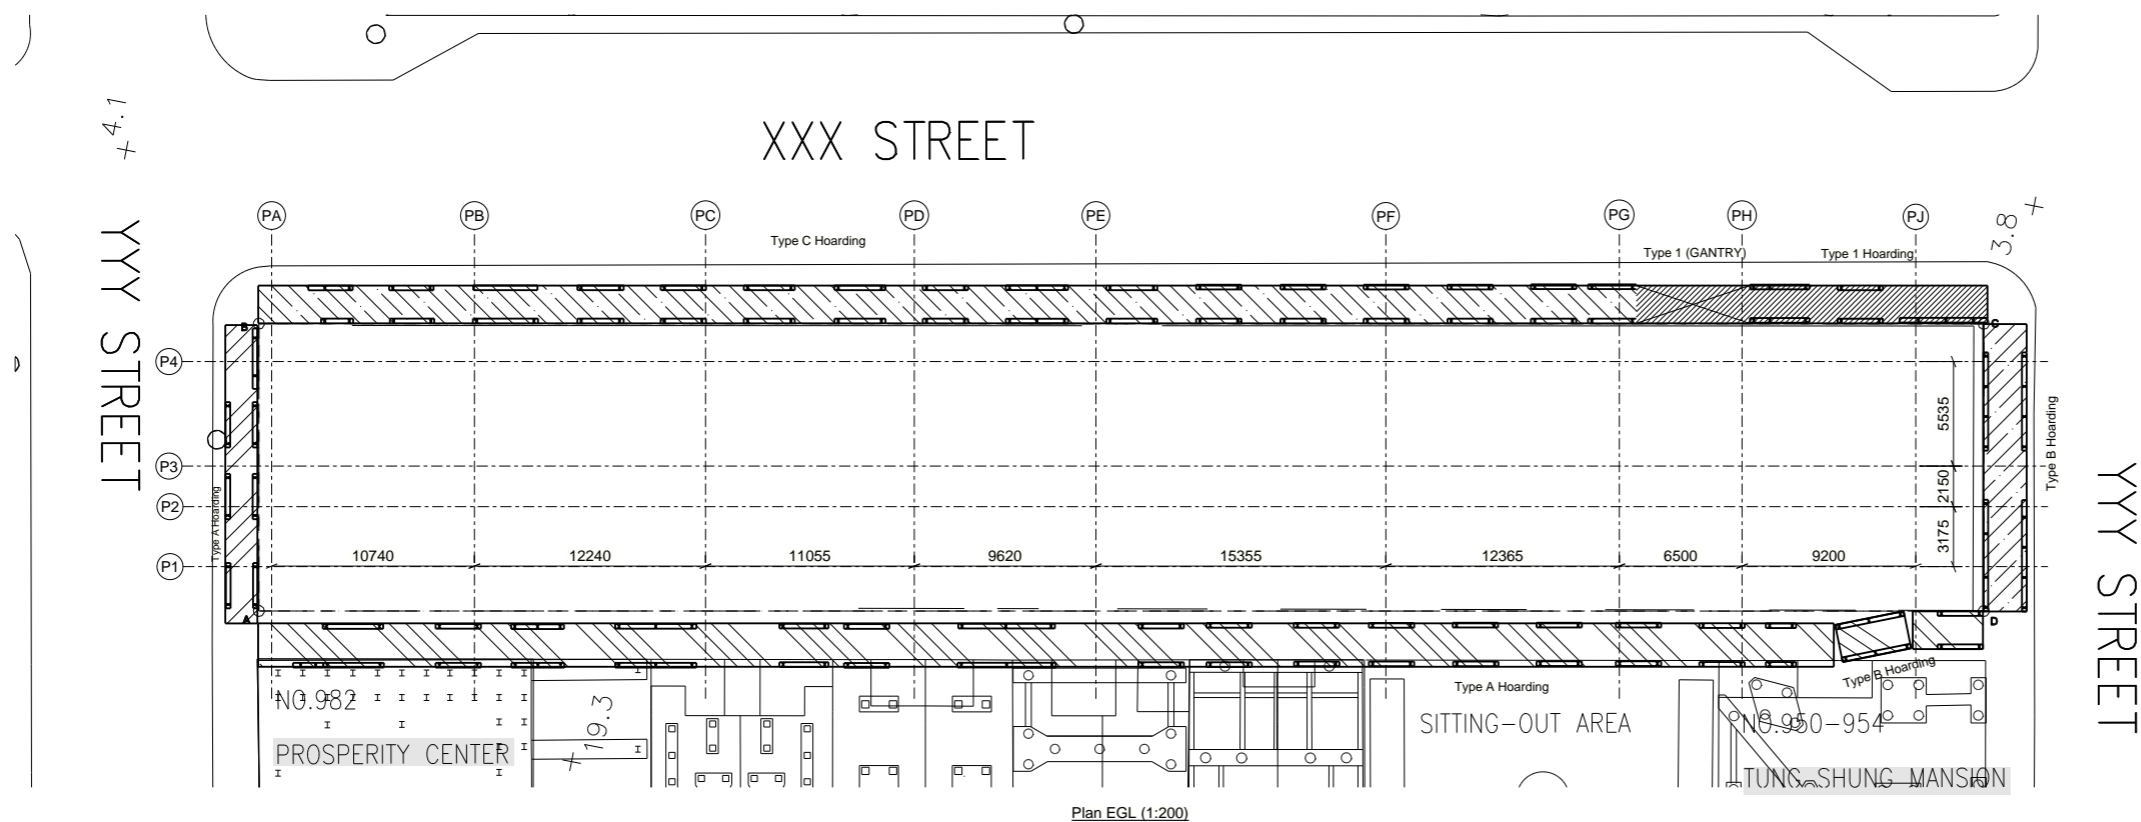 + 4.1
XXX STREET
YYY STREET
3.8 +
PA
PB
PC
PD
PE
PF
PG
PH
PJ
Type C Hoarding
Type 1 (GANTRY)
Type 1 Hoarding
B
C
P4
P3
P2
P1
Type A Hoarding
5535
2150
3175
Type B Hoarding
YYY STREET
10740
12240
11055
9620
15355
12365
6500
9200
A
D
Type A Hoarding
Type B Hoarding
NO.982
PROSPERITY CENTER
+ 19.3
SITTING-OUT AREA
NO.950-954
TUNG SHUNG MANSION
Plan EGL (1:200)